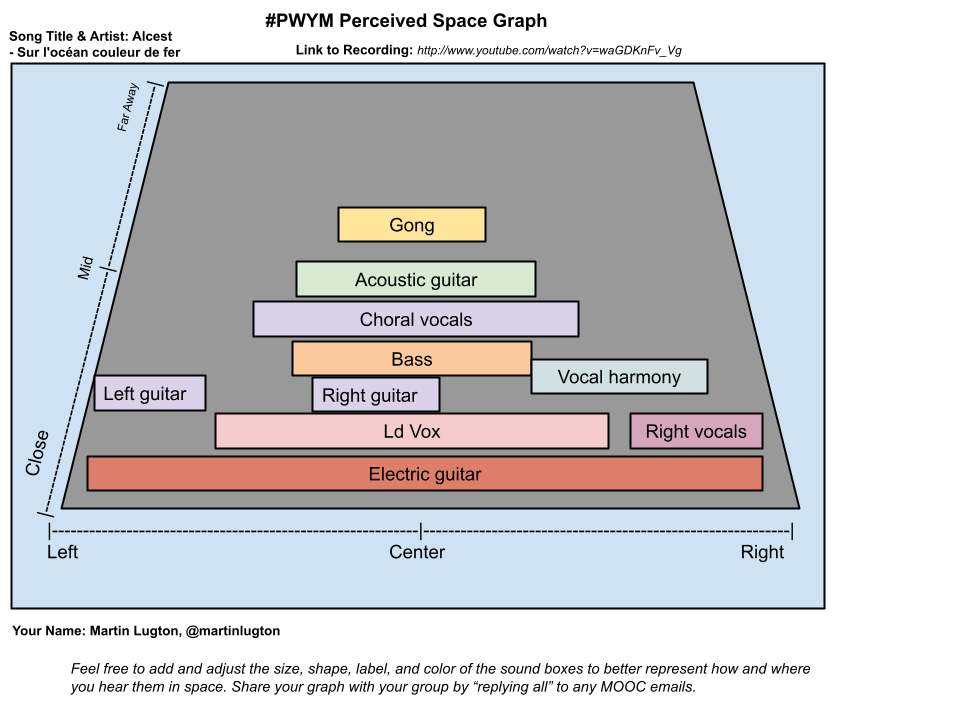 #PWYM Perceived Space Graph
Song Title & Artist: Alcest
- Sur l'océan couleur de fer
Link to Recording: http://www.youtube.com/watch?v=waGDKnFv_Vg
Far Away
Mid
Close
Gong
Acoustic guitar
Choral vocals
Bass
Vocal harmony
Left guitar
Right guitar
Ld Vox
Right vocals
Electric guitar
Left
Center
Right
Your Name: Martin Lugton, @martinlugton
Feel free to add and adjust the size, shape, label, and color of the sound boxes to better represent how and where
you hear them in space. Share your graph with your group by “replying all” to any MOOC emails.